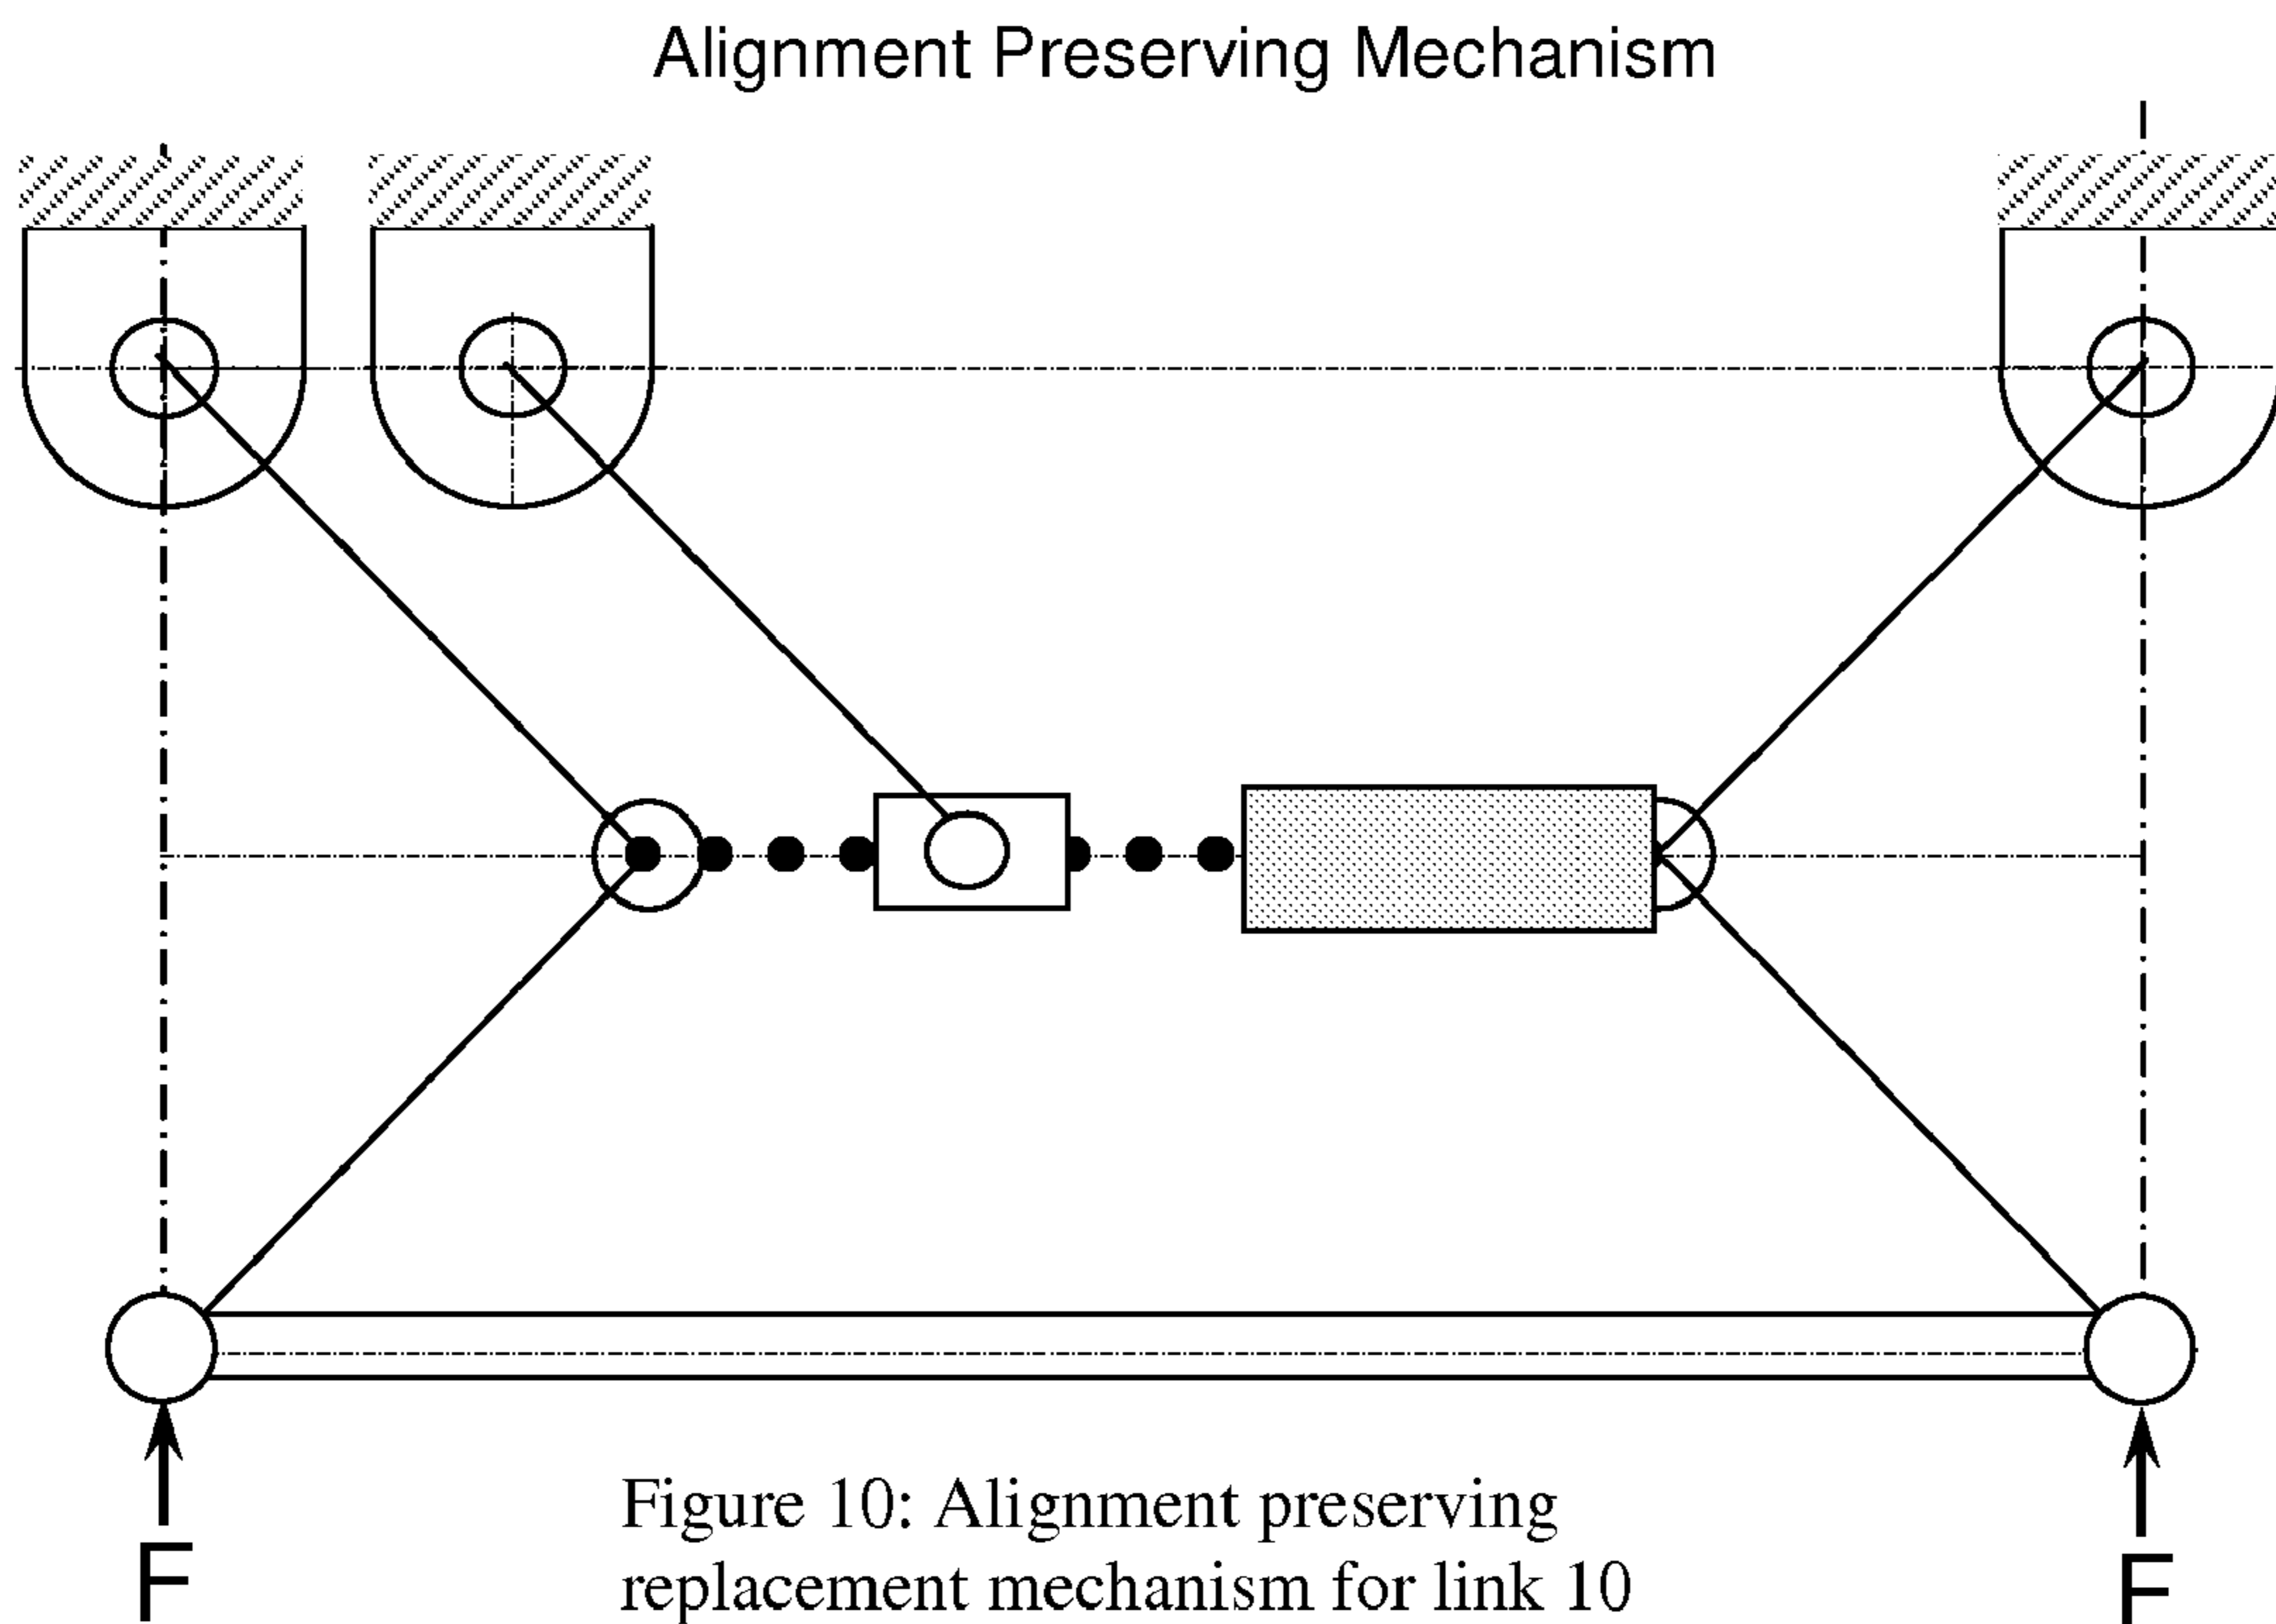 Alignment Preserving Mechanism
F
F
Figure 10: Alignment preserving
replacement mechanism for link 10